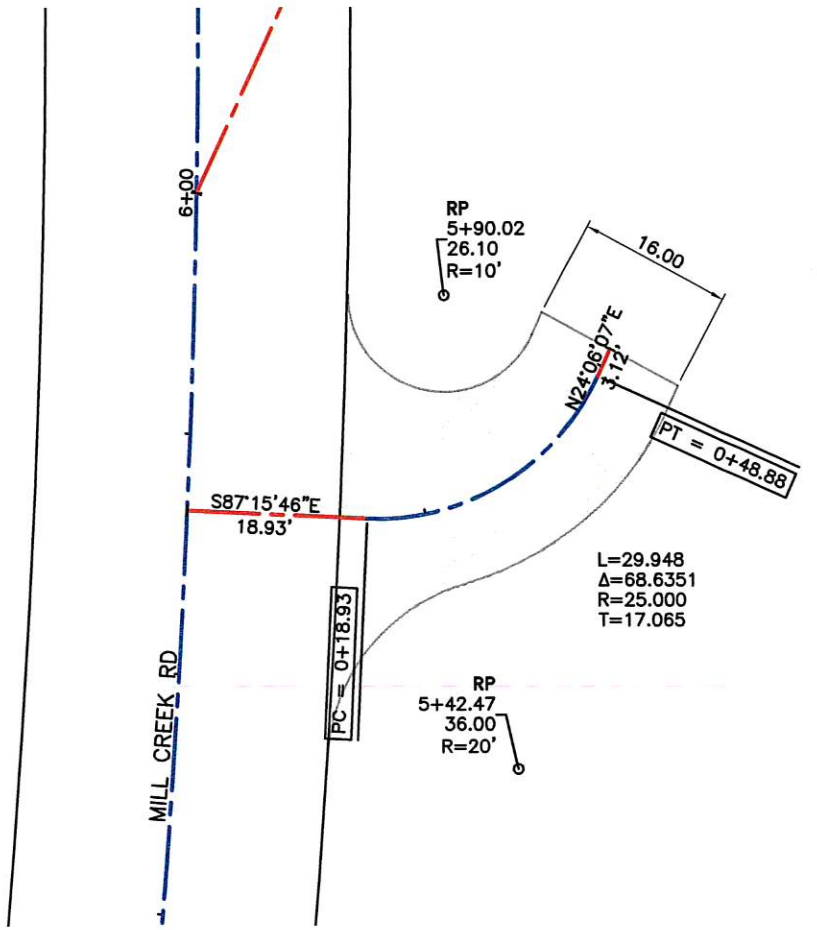 6+00
RP
5+90.02
26.10
R=10'
16.00
N24°06'07"E
3.12'
PT = 0+48.88
S87°15'46"E
18.93'
L=29.948
Δ=68.6351
R=25.000
T=17.065
PC = 0+18.93
RP
5+42.47
36.00
R=20'
MILL CREEK RD